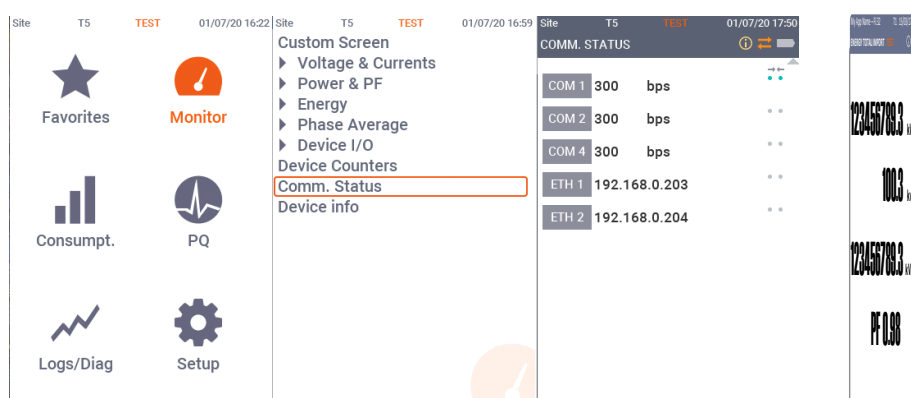 Site T5 TEST 01/07/20 16:22
Favorites Monitor
Consumpt. PQ
Logs/Diag Setup
Site T5 TEST 01/07/20 16:59
Custom Screen
Voltage & Currents
Power & PF
Energy
Phase Average
Device I/O
Device Counters
Comm. Status
Device info
Site T5 TEST 01/07/20 17:50
COMM. STATUS
COM 1 300 bps
COM 2 300 bps
COM 4 300 bps
ETH 1 192.168.0.203
ETH 2 192.168.0.204
ENERGY TOTAL IMPORT
123456789.3
100.3
123456789.3
PF 0.98